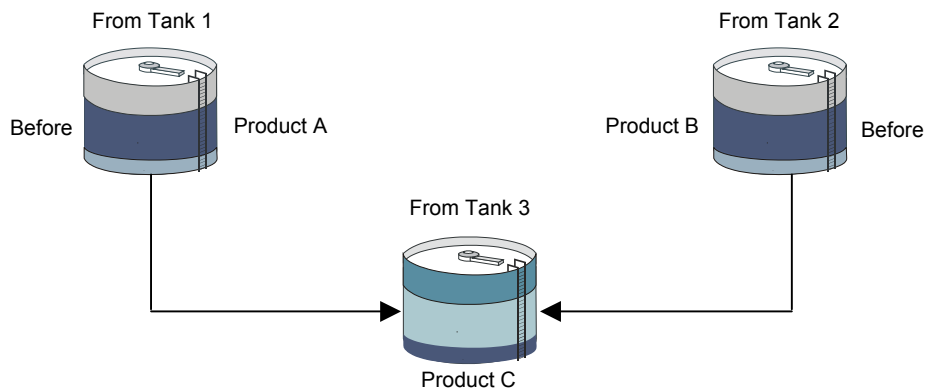 From Tank 1
From Tank 2
Before
Product A
Product B
Before
From Tank 3
Product C